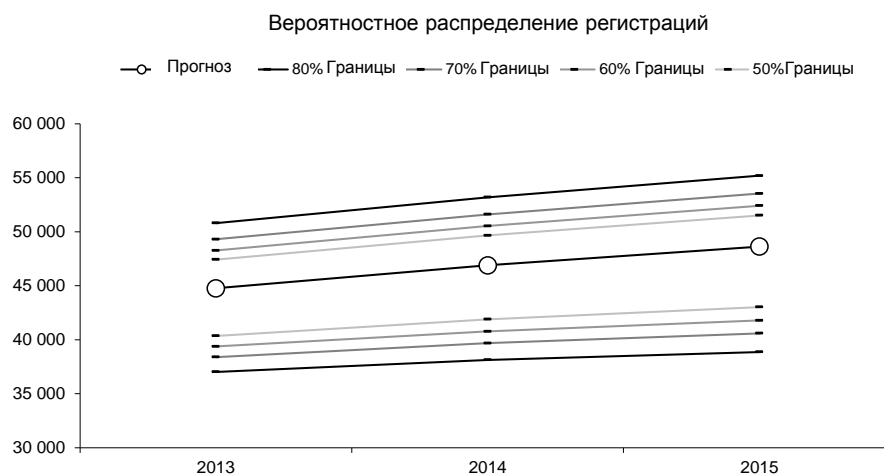 Вероятностное распределение регистраций
Прогноз 80% Границы 70% Границы 60% Границы 50%Границы
60 000
55 000
50 000
45 000
40 000
35 000
30 000
2013 2014 2015